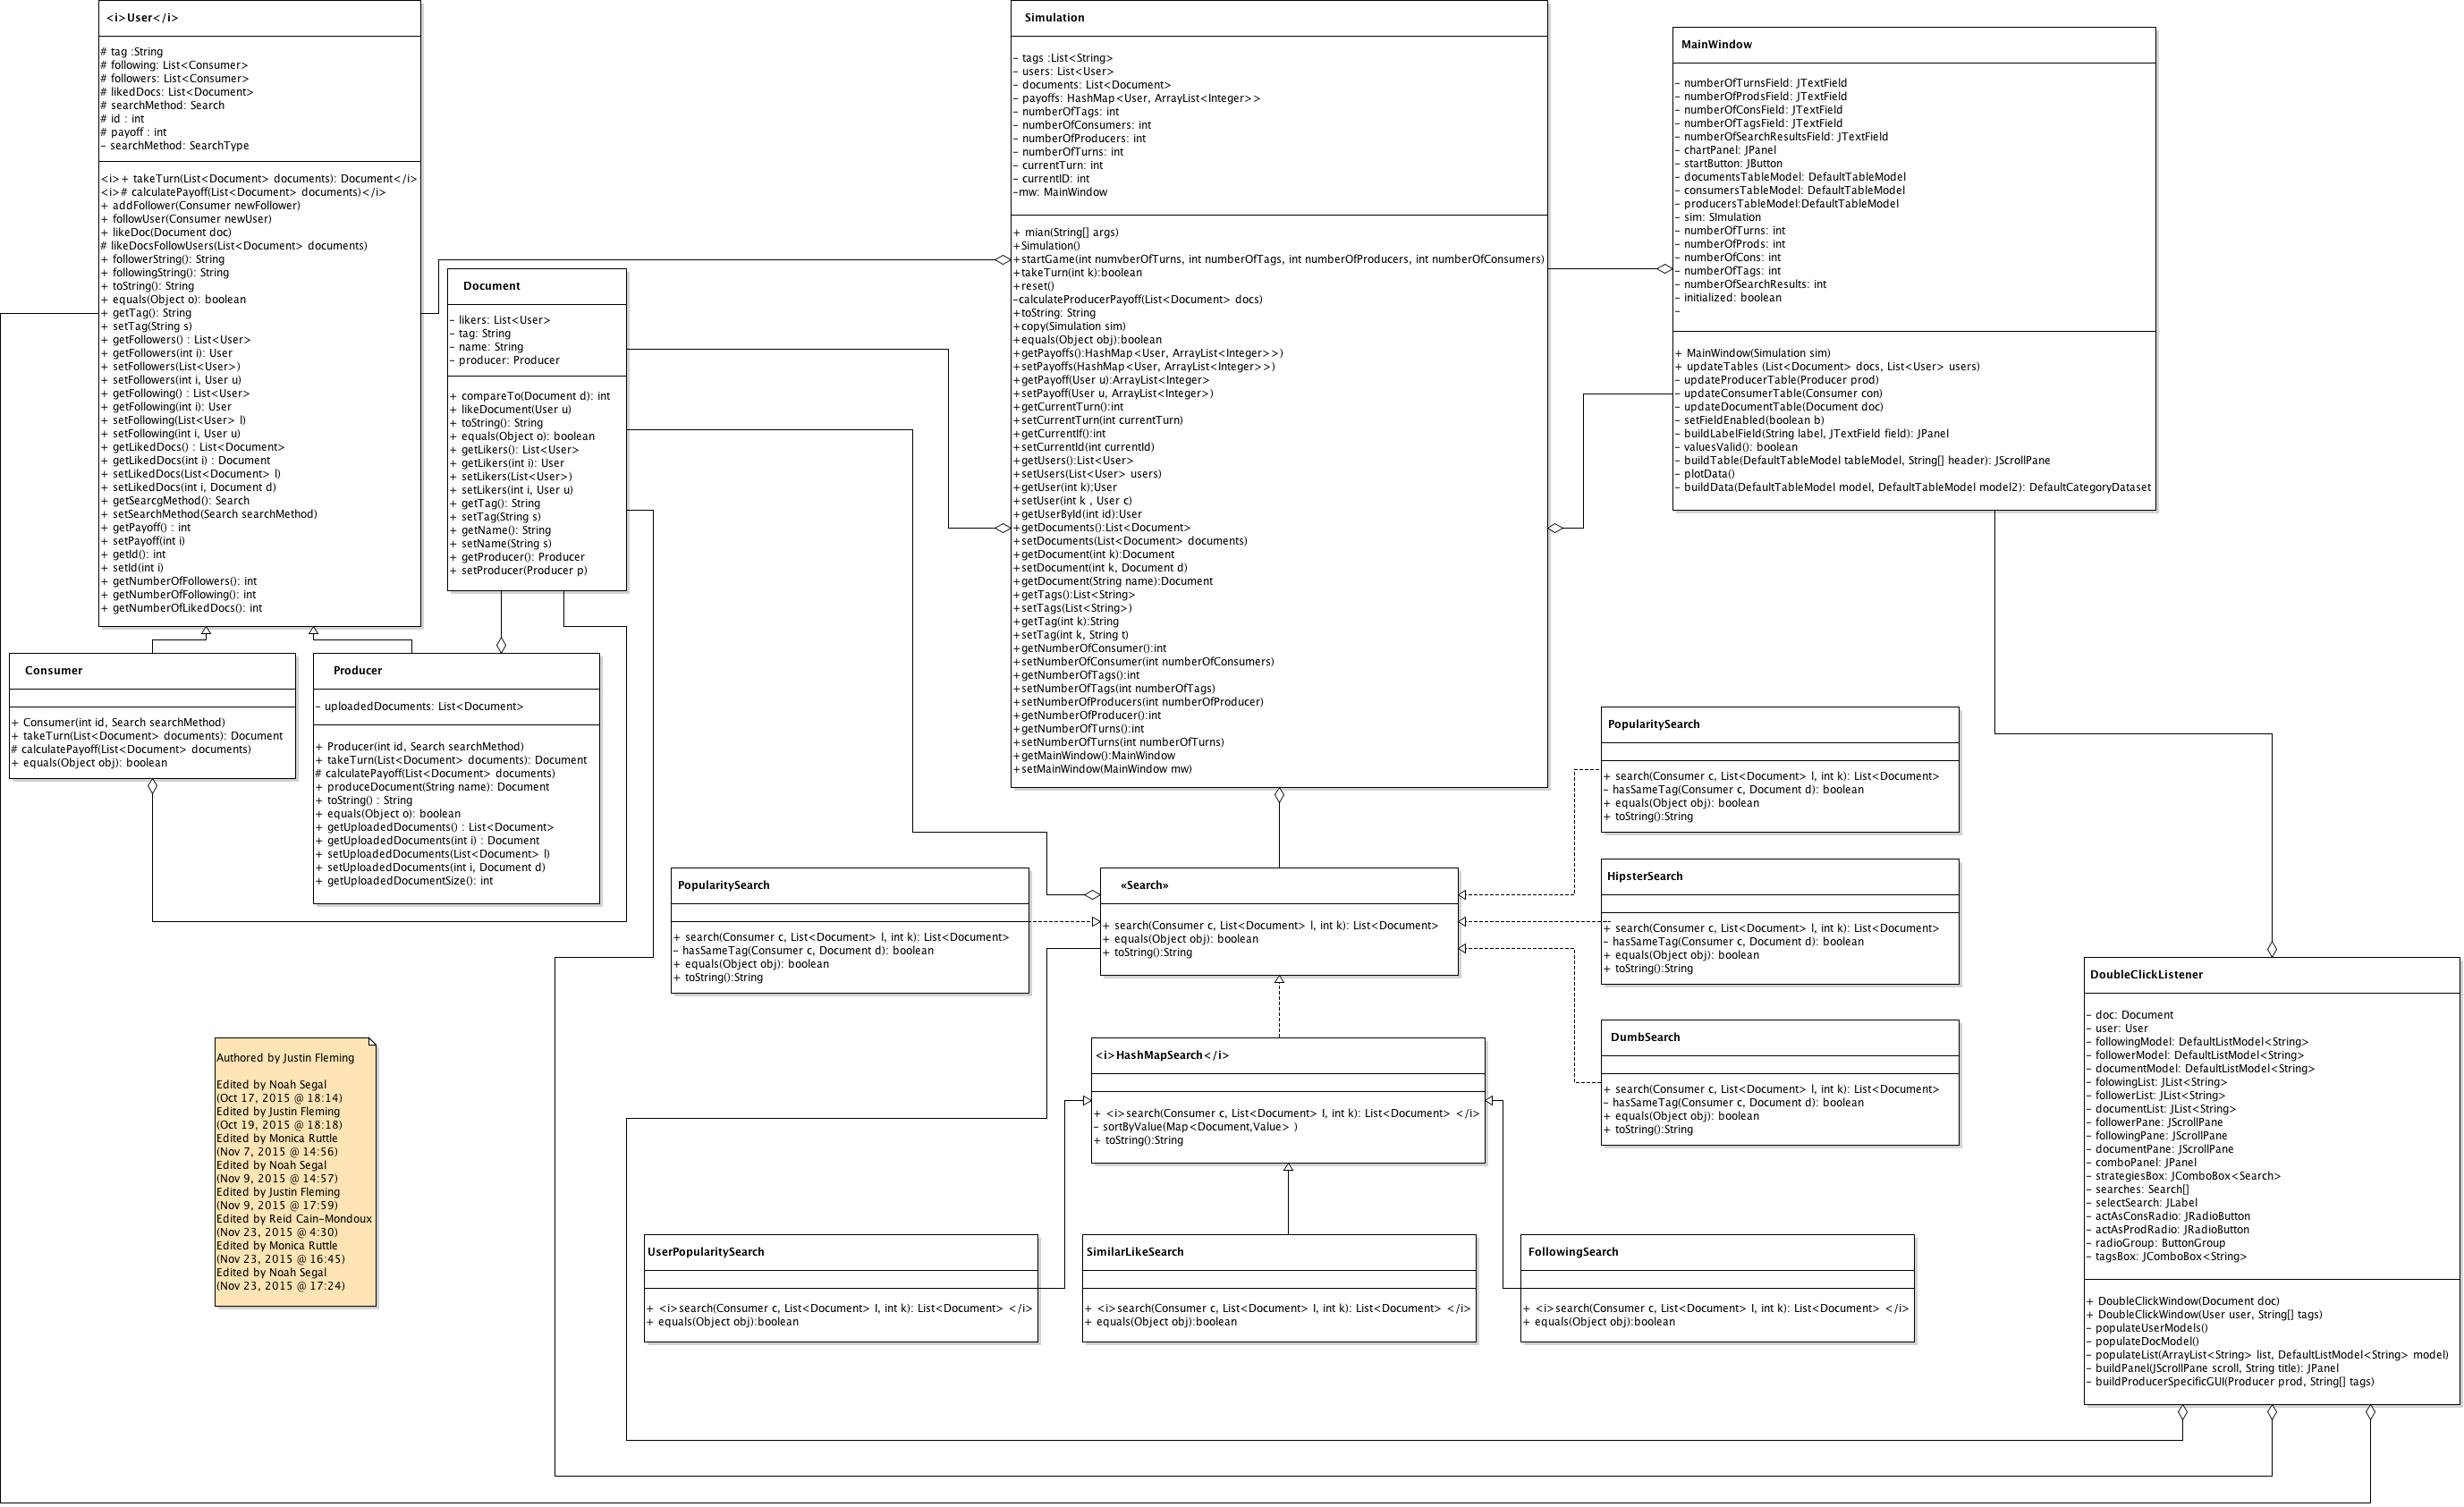 <i>User</i>
# tag :String
# following: List<Consumer>
# followers: List<Consumer>
# likedDocs: List<Document>
# searchMethod: Search
# id : int
# payoff : int
- searchMethod: SearchType
<i>+ takeTurn(List<Document> documents): Document</i>
<i># calculatePayoff(List<Document> documents)</i>
+ addFollower(Consumer newFollower)
+ followUser(Consumer newUser)
+ likeDoc(Document doc)
# likeDocsFollowUsers(List<Document> documents)
+ followerString(): String
+ followingString(): String
+ toString(): String
+ equals(Object o): boolean
+ getTag(): String
+ setTag(String s)
+ getFollowers() : List<User>
+ getFollowers(int i): User
+ setFollowers(List<User>)
+ setFollowers(int i, User u)
+ getFollowing() : List<User>
+ getFollowing(int i): User
+ setFollowing(List<User> l)
+ setFollowing(int i, User u)
+ getLikedDocs() : List<Document>
+ getLikedDocs(int i) : Document
+ setLikedDocs(List<Document> l)
+ setLikedDocs(int i, Document d)
+ getSearcgMethod(): Search
+ setSearchMethod(Search searchMethod)
+ getPayoff() : int
+ setPayoff(int i)
+ getId(): int
+ setId(int i)
+ getNumberOfFollowers(): int
+ getNumberOfFollowing(): int
+ getNumberOfLikedDocs(): int
Document
- likers: List<User>
- tag: String
- name: String
- producer: Producer
+ compareTo(Document d): int
+ likeDocument(User u)
+ toString(): String
+ equals(Object o): boolean
+ getLikers(): List<User>
+ getLikers(int i): User
+ setLikers(List<User>)
+ setLikers(int i, User u)
+ getTag(): String
+ setTag(String s)
+ getName(): String
+ setName(String s)
+ getProducer(): Producer
+ setProducer(Producer p)
Simulation
- tags :List<String>
- users: List<User>
- documents: List<Document>
- payoffs: HashMap<User, ArrayList<Integer>>
- numberOfTags: int
- numberOfConsumers: int
- numberOfProducers: int
- numberOfTurns: int
- currentTurn: int
- currentID: int
-mw: MainWindow
+ mian(String[] args)
+Simulation()
+startGame(int numvberOfTurns, int numberOfTags, int numberOfProducers, int numberOfConsumers)
+takeTurn(int k):boolean
+reset()
-calculateProducerPayoff(List<Document> docs)
+toString: String
+copy(Simulation sim)
+equals(Object obj):boolean
+getPayoffs():HashMap<User, ArrayList<Integer>>)
+setPayoffs(HashMap<User, ArrayList<Integer>>)
+getPayoff(User u):ArrayList<Integer>
+setPayoff(User u, ArrayList<Integer>)
+getCurrentTurn():int
+setCurrentTurn(int currentTurn)
+getCurrentIf():int
+setCurrentId(int currentId)
+getUsers():List<User>
+setUsers(List<User> users)
+getUser(int k);User
+setUser(int k , User c)
+getUserById(int id):User
+getDocuments():List<Document>
+setDocuments(List<Document> documents)
+getDocument(int k):Document
+setDocument(int k, Document d)
+getDocument(String name):Document
+getTags():List<String>
+setTags(List<String>)
+getTag(int k):String
+setTag(int k, String t)
+getNumberOfConsumer():int
+setNumberOfConsumer(int numberOfConsumers)
+getNumberOfTags():int
+setNumberOfTags(int numberOfTags)
+setNumberOfProducers(int numberOfProducer)
+getNumberOfProducer():int
+getNumberOfTurns():int
+setNumberOfTurns(int numberOfTurns)
+getMainWindow():MainWindow
+setMainWindow(MainWindow mw)
MainWindow
- numberOfTurnsField: JTextField
- numberOfProdsField: JTextField
- numberOfConsField: JTextField
- numberOfTagsField: JTextField
- numberOfSearchResultsField: JTextField
- chartPanel: JPanel
- startButton: JButton
- documentsTableModel: DefaultTableModel
- consumersTableModel: DefaultTableModel
- producersTableModel:DefaultTableModel
- sim: SImulation
- numberOfTurns: int
- numberOfProds: int
- numberOfCons: int
- numberOfTags: int
- numberOfSearchResults: int
- initialized: boolean
-
+ MainWindow(Simulation sim)
+ updateTables (List<Document> docs, List<User> users)
- updateProducerTable(Producer prod)
- updateConsumerTable(Consumer con)
- updateDocumentTable(Document doc)
- setFieldEnabled(boolean b)
- buildLabelField(String label, JTextField field): JPanel
- valuesValid(): boolean
- buildTable(DefaultTableModel tableModel, String[] header): JScrollPane
- plotData()
- buildData(DefaultTableModel model, DefaultTableModel model2): DefaultCategoryDataset
Consumer
+ Consumer(int id, Search searchMethod)
+ takeTurn(List<Document> documents): Document
# calculatePayoff(List<Document> documents)
+ equals(Object obj): boolean
Producer
- uploadedDocuments: List<Document>
+ Producer(int id, Search searchMethod)
+ takeTurn(List<Document> documents): Document
# calculatePayoff(List<Document> documents)
+ produceDocument(String name): Document
+ toString() : String
+ equals(Object o): boolean
+ getUploadedDocuments() : List<Document>
+ getUploadedDocuments(int i) : Document
+ setUploadedDocuments(List<Document> l)
+ setUploadedDocuments(int i, Document d)
+ getUploadedDocumentSize(): int
PopularitySearch
+ search(Consumer c, List<Document> l, int k): List<Document>
- hasSameTag(Consumer c, Document d): boolean
+ equals(Object obj): boolean
+ toString():String
«Search»
+ search(Consumer c, List<Document> l, int k): List<Document>
+ equals(Object obj): boolean
+ toString():String
PopularitySearch
+ search(Consumer c, List<Document> l, int k): List<Document>
- hasSameTag(Consumer c, Document d): boolean
+ equals(Object obj): boolean
+ toString():String
HipsterSearch
+ search(Consumer c, List<Document> l, int k): List<Document>
- hasSameTag(Consumer c, Document d): boolean
+ equals(Object obj): boolean
+ toString():String
DumbSearch
+ search(Consumer c, List<Document> l, int k): List<Document>
- hasSameTag(Consumer c, Document d): boolean
+ equals(Object obj): boolean
+ toString():String
<i>HashMapSearch</i>
+ <i>search(Consumer c, List<Document> l, int k): List<Document> </i>
- sortByValue(Map<Document,Value> )
+ toString():String
UserPopularitySearch
+ <i>search(Consumer c, List<Document> l, int k): List<Document> </i>
+ equals(Object obj):boolean
SimilarLikeSearch
+ <i>search(Consumer c, List<Document> l, int k): List<Document> </i>
+ equals(Object obj):boolean
FollowingSearch
+ <i>search(Consumer c, List<Document> l, int k): List<Document> </i>
+ equals(Object obj):boolean
DoubleClickListener
- doc: Document
- user: User
- followingModel: DefaultListModel<String>
- followerModel: DefaultListModel<String>
- documentModel: DefaultListModel<String>
- folowingList: JList<String>
- followerList: JList<String>
- documentList: JList<String>
- followerPane: JScrollPane
- followingPane: JScrollPane
- documentPane: JScrollPane
- comboPanel: JPanel
- strategiesBox: JComboBox<Search>
- searches: Search[]
- selectSearch: JLabel
- actAsConsRadio: JRadioButton
- actAsProdRadio: JRadioButton
- radioGroup: ButtonGroup
- tagsBox: JComboBox<String>
+ DoubleClickWindow(Document doc)
+ DoubleClickWindow(User user, String[] tags)
- populateUserModels()
- populateDocModel()
- populateList(ArrayList<String> list, DefaultListModel<String> model)
- buildPanel(JScrollPane scroll, String title): JPanel
- buildProducerSpecificGUI(Producer prod, String[] tags)
Authored by Justin Fleming
Edited by Noah Segal
(Oct 17, 2015 @ 18:14)
Edited by Justin Fleming
(Oct 19, 2015 @ 18:18)
Edited by Monica Ruttle
(Nov 7, 2015 @ 14:56)
Edited by Noah Segal
(Nov 9, 2015 @ 14:57)
Edited by Justin Fleming
(Nov 9, 2015 @ 17:59)
Edited by Reid Cain-Mondoux
(Nov 23, 2015 @ 4:30)
Edited by Monica Ruttle
(Nov 23, 2015 @ 16:45)
Edited by Noah Segal
(Nov 23, 2015 @ 17:24)